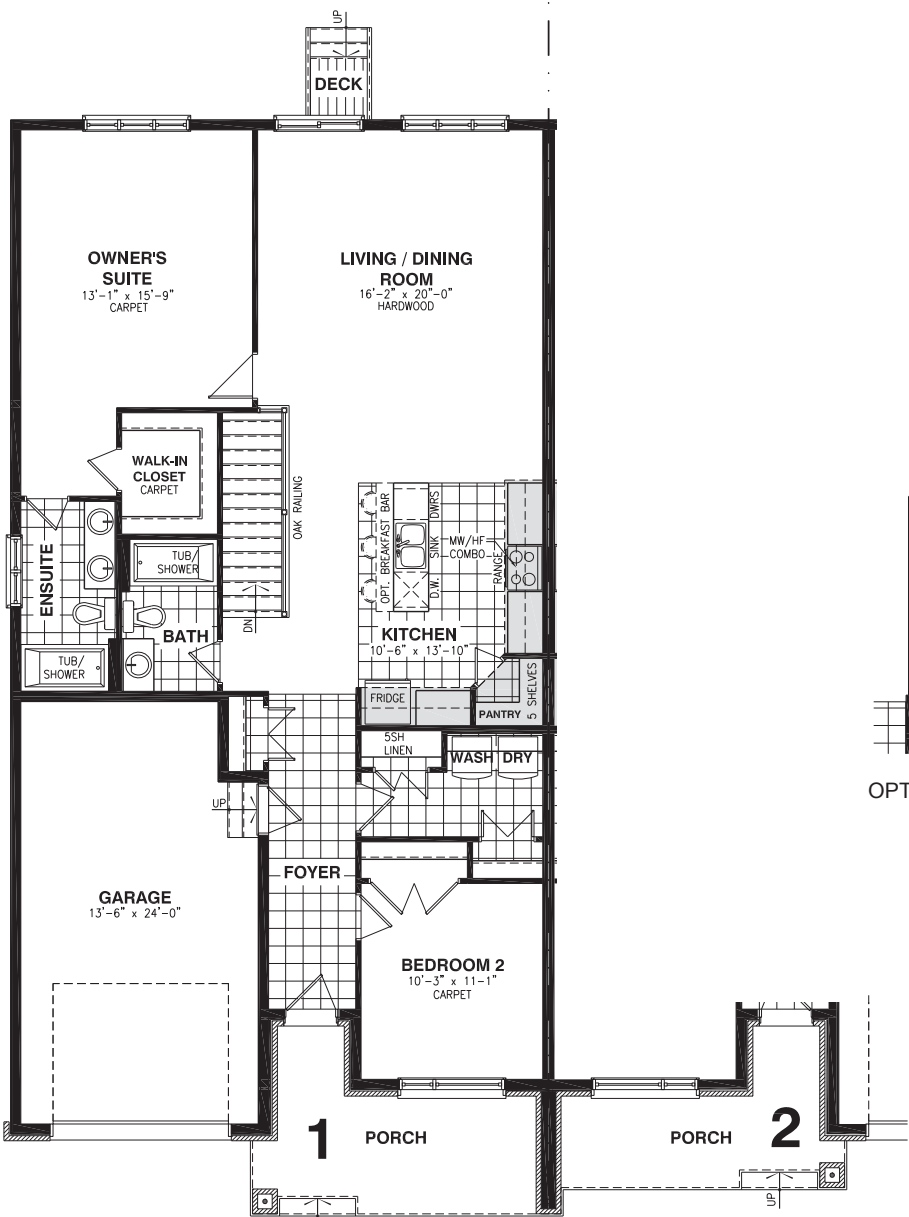 UP
DECK
OWNER'S
SUITE
13'-1" x 15'-9"
CARPET
LIVING / DINING
ROOM
16'-2" x 20"-0"
HARDWOOD
WALK-IN
CLOSET
CARPET
OAK RAILING
ENSUITE
TUB/
SHOWER
TUB/
SHOWER
BATH
DN
OPT. BREAKFAST BAR
DWRS
SINK
D.W.
MW/HF
COMBO
RANGE
KITCHEN
10'-6" x 13'-10"
FRIDGE
PANTRY
5 SHELVES
5SH
LINEN
WASH
DRY
UP
OPT
FOYER
GARAGE
13'-6" x 24'-0"
BEDROOM 2
10'-3" x 11-1"
CARPET
1
PORCH
PORCH
2
UP